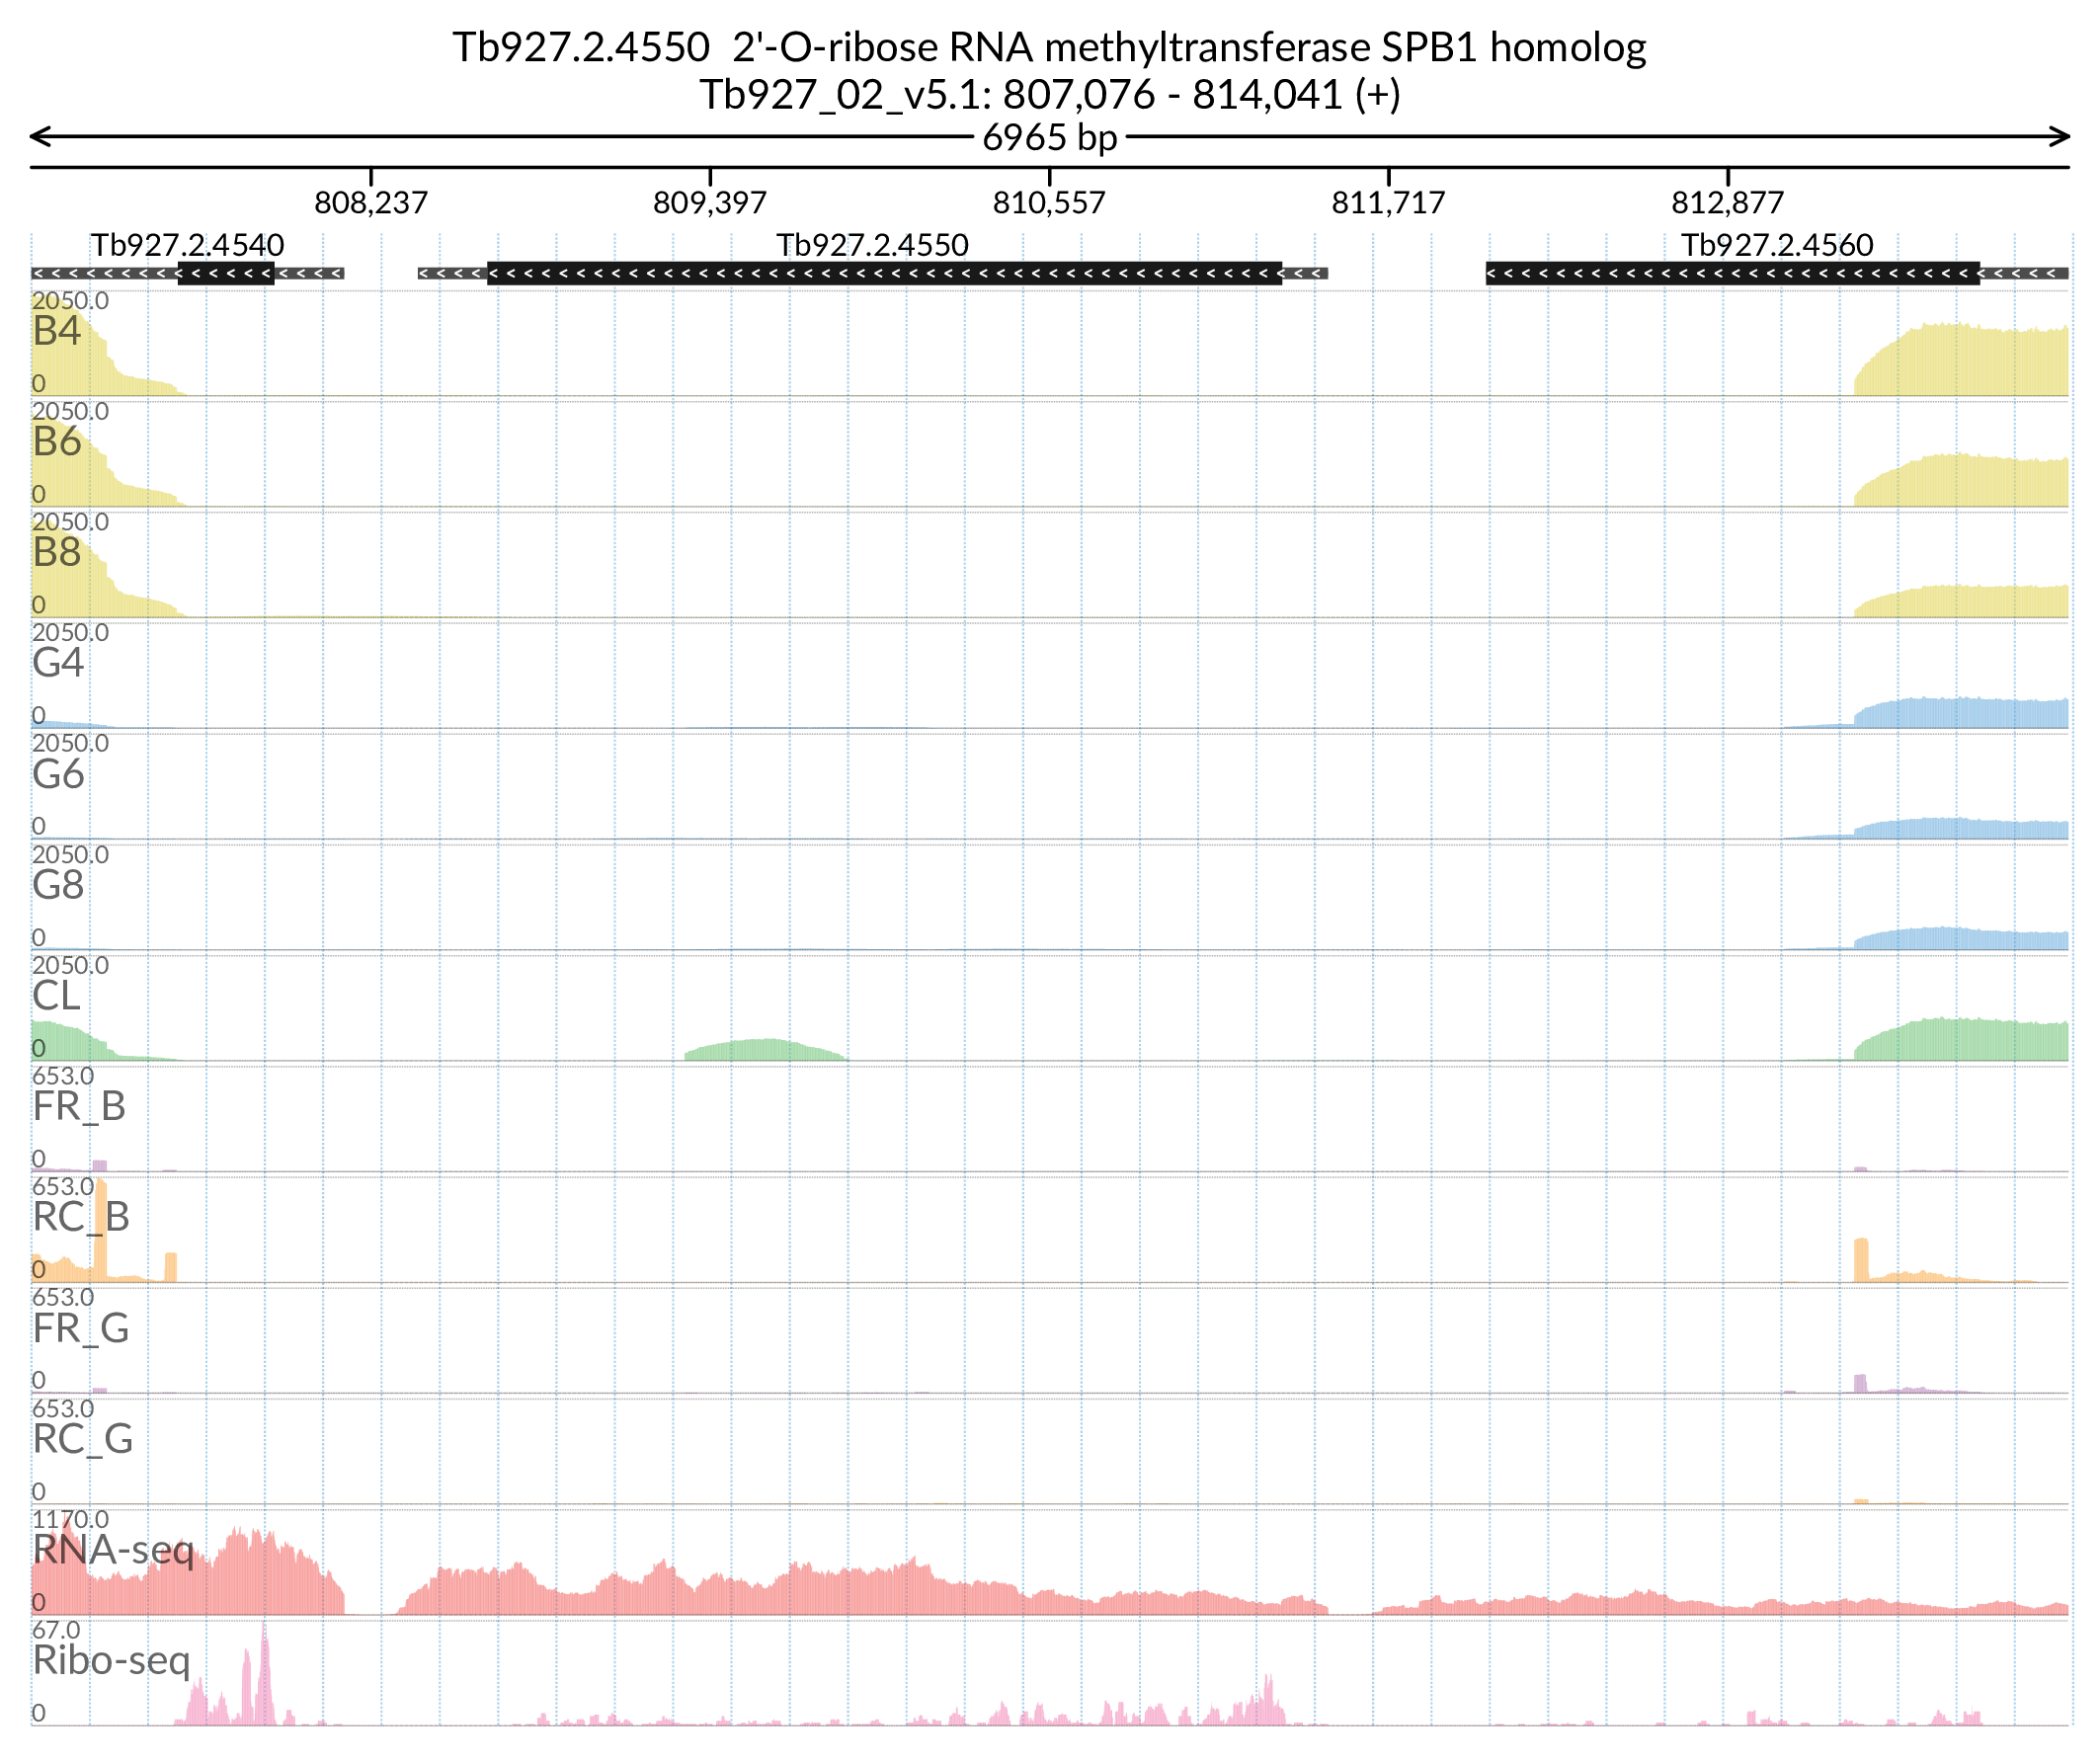 Tb927.2.4550  2'-O-ribose RNA methyltransferase SPB1 homolog
Tb927_02_v5.1: 807,076 - 814,041 (+)
6965 bp
808,237 809,397 810,557 811,717 812,877
Tb927.2.4540 Tb927.2.4550 Tb927.2.4560
2050.0
B4
0
2050.0
B6
0
2050.0
B8
0
2050.0
G4
0
2050.0
G6
0
2050.0
G8
0
2050.0
CL
0
653.0
FR_B
0
653.0
RC_B
0
653.0
FR_G
0
653.0
RC_G
0
1170.0
RNA-seq
0
67.0
Ribo-seq
0